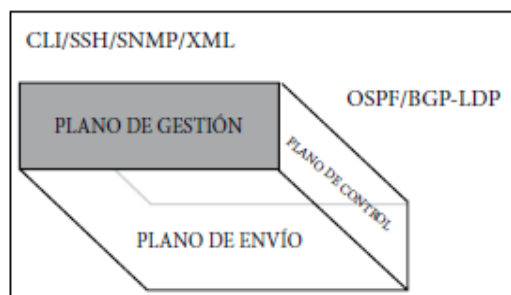 CLI/SSH/SNMP/XML
OSPF/BGP-LDP
PLANO DE GESTIÓN
PLANO DE CONTROL
PLANO DE ENVÍO